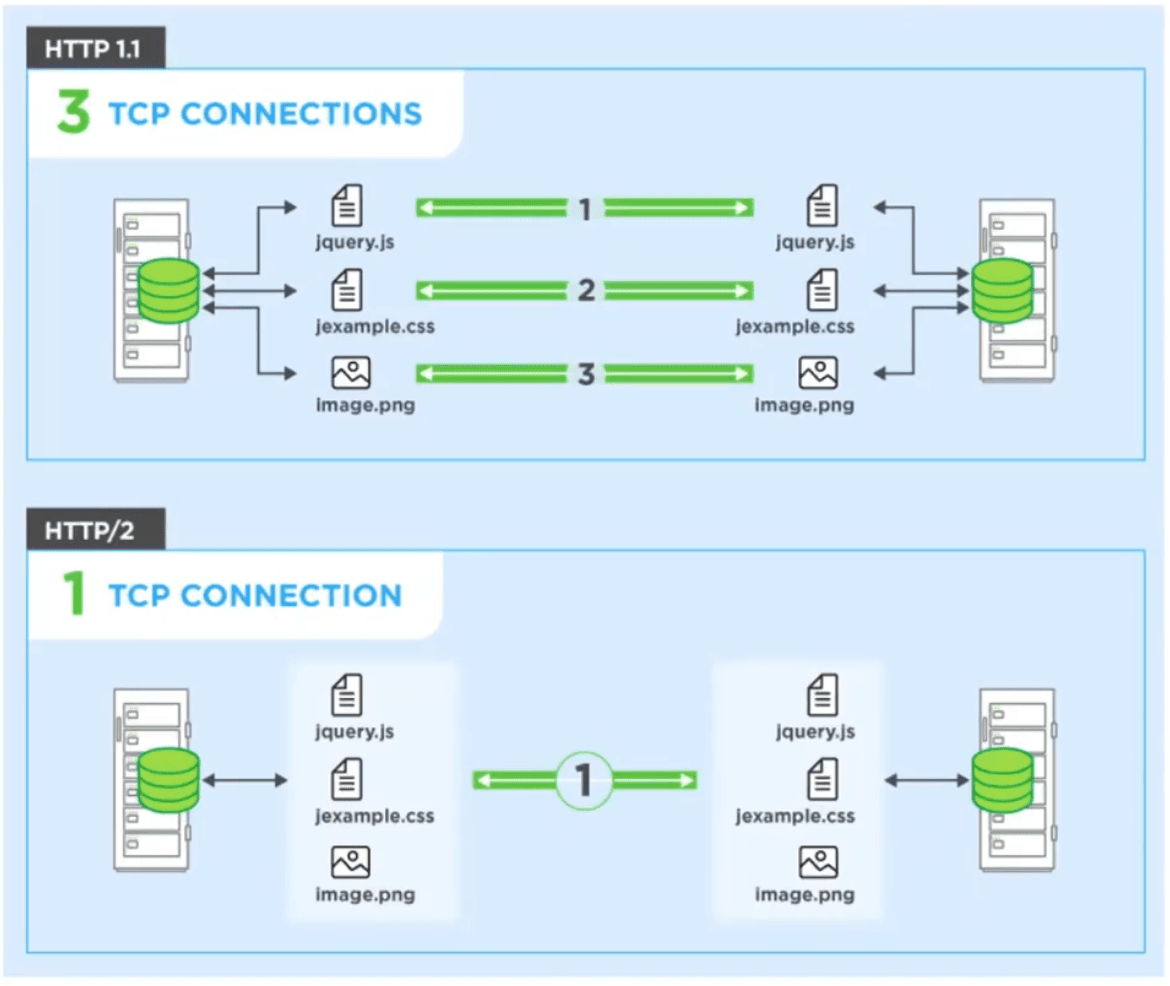 HTTP 1.1
3 TCP CONNECTIONS
jquery.js 1 jquery.js
jexample.css 2 jexample.css
image.png 3 image.png
HTTP/2
1 TCP CONNECTION
jquery.js jquery.js
jexample.css 1 jexample.css
image.png image.png